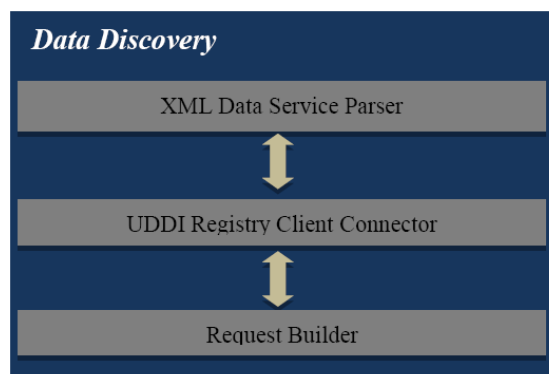 Data Discovery
XML Data Service Parser
UDDI Registry Client Connector
Request Builder